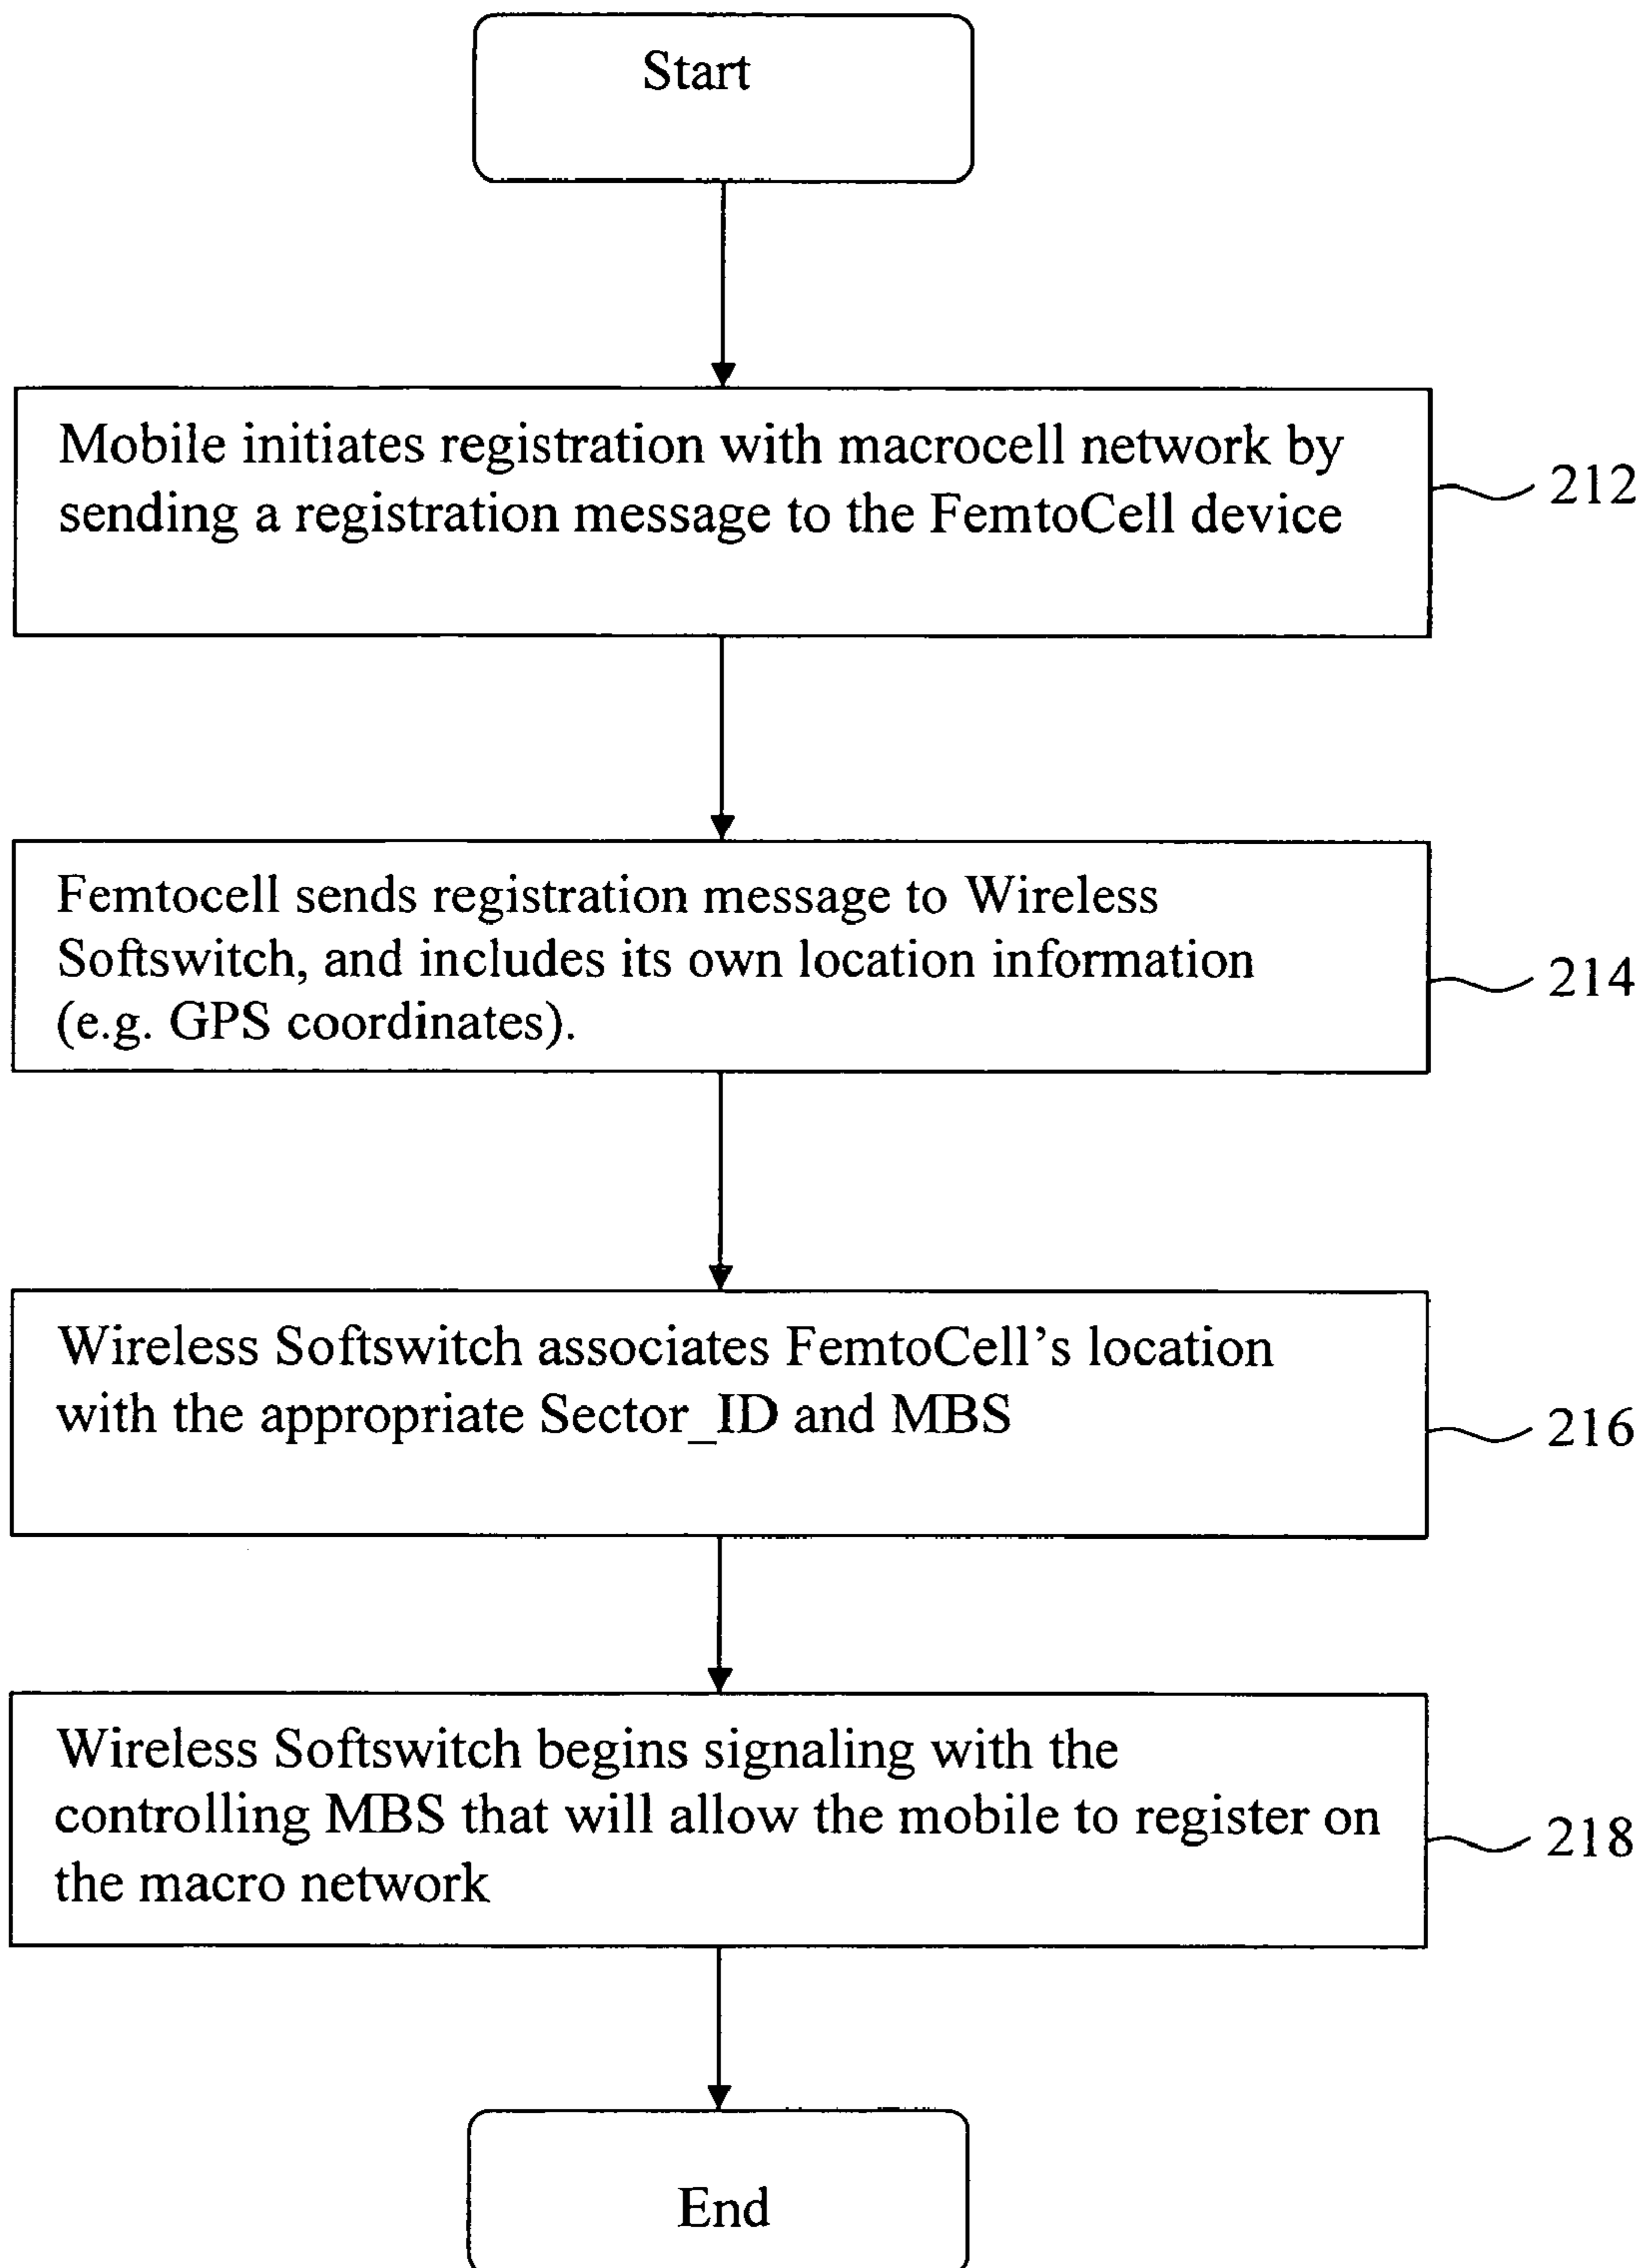 Start
Mobile initiates registration with macrocell network by
sending a registration message to the FemtoCell device
212
Femtocell sends registration message to Wireless
Softswitch, and includes its own location information
(e.g. GPS coordinates).
214
Wireless Softswitch associates FemtoCell's location
with the appropriate Sector_ID and MBS
216
Wireless Softswitch begins signaling with the
controlling MBS that will allow the mobile to register on
the macro network
218
End